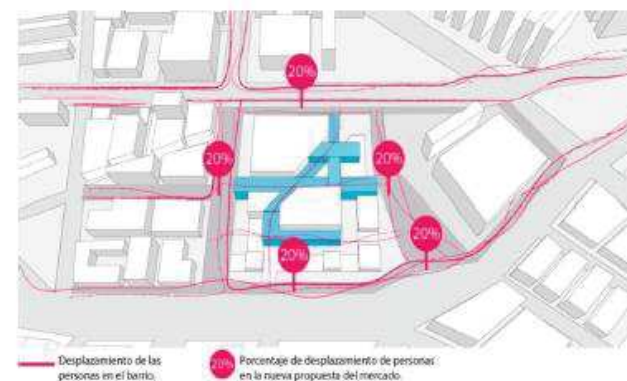 20%
20%
20%
20%
20%
Desplazamiento de las
personas en el barrio.
20%
Porcentaje de desplazamiento de personas
en la nueva propuesta del mercado.